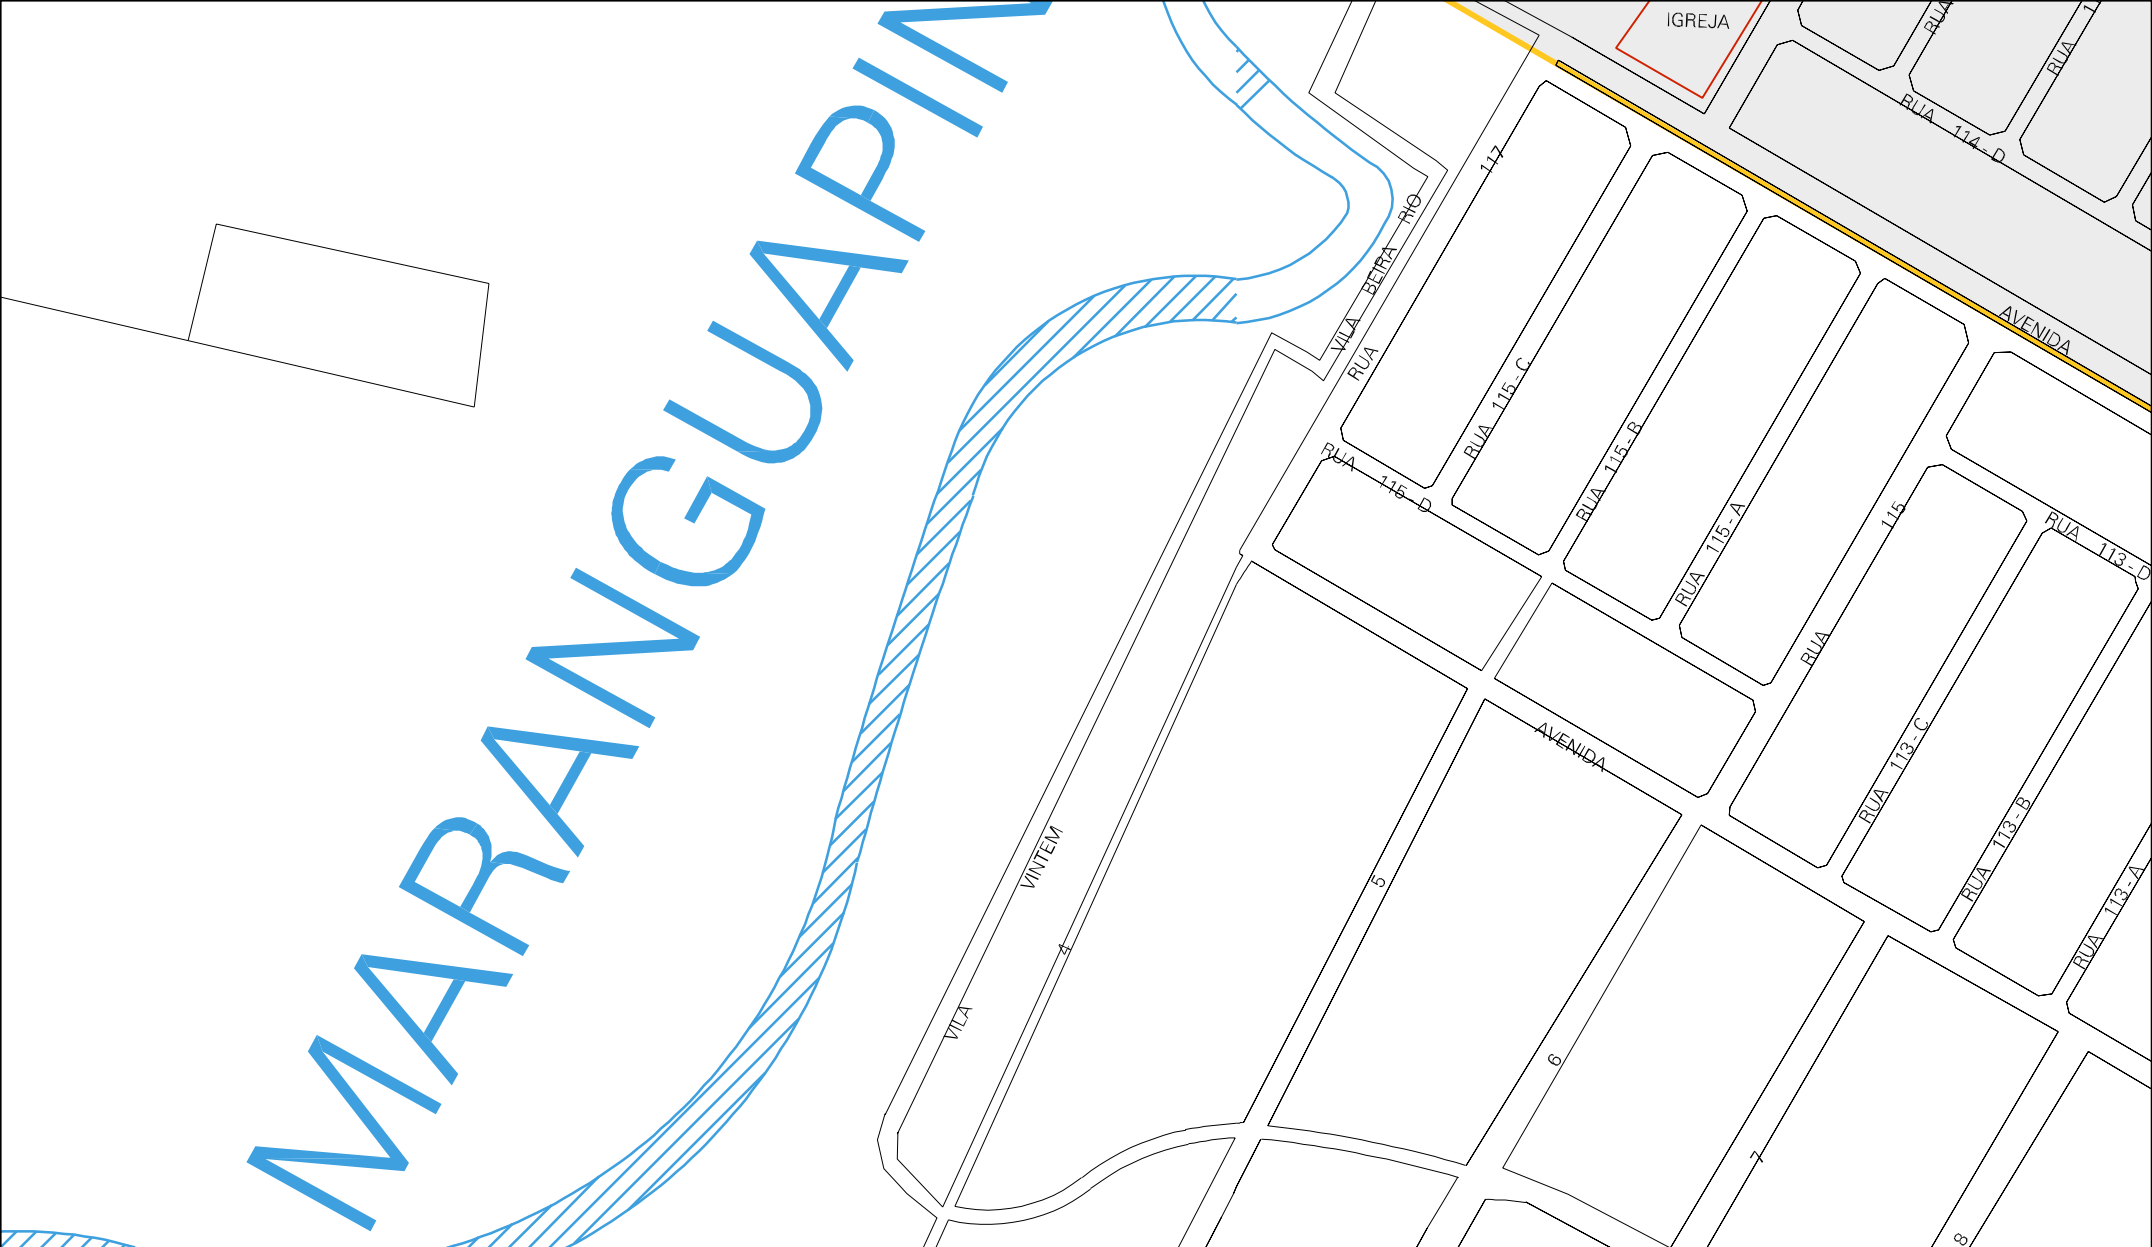 IGREJA
RUA
11
RUA
RUA 114 - D
AVENIDA
MARANGUAPIN
RUA 117
VILA BEIRA RIO
RUA 115 - C
RUA 115 - B
RUA 115 - A
RUA 115
RUA 115 - D
RUA 113 - D
AVENIDA
RUA 113 - C
RUA 113 - B
RUA 113 - A
VILA VINTEM
4
5
6
7
8